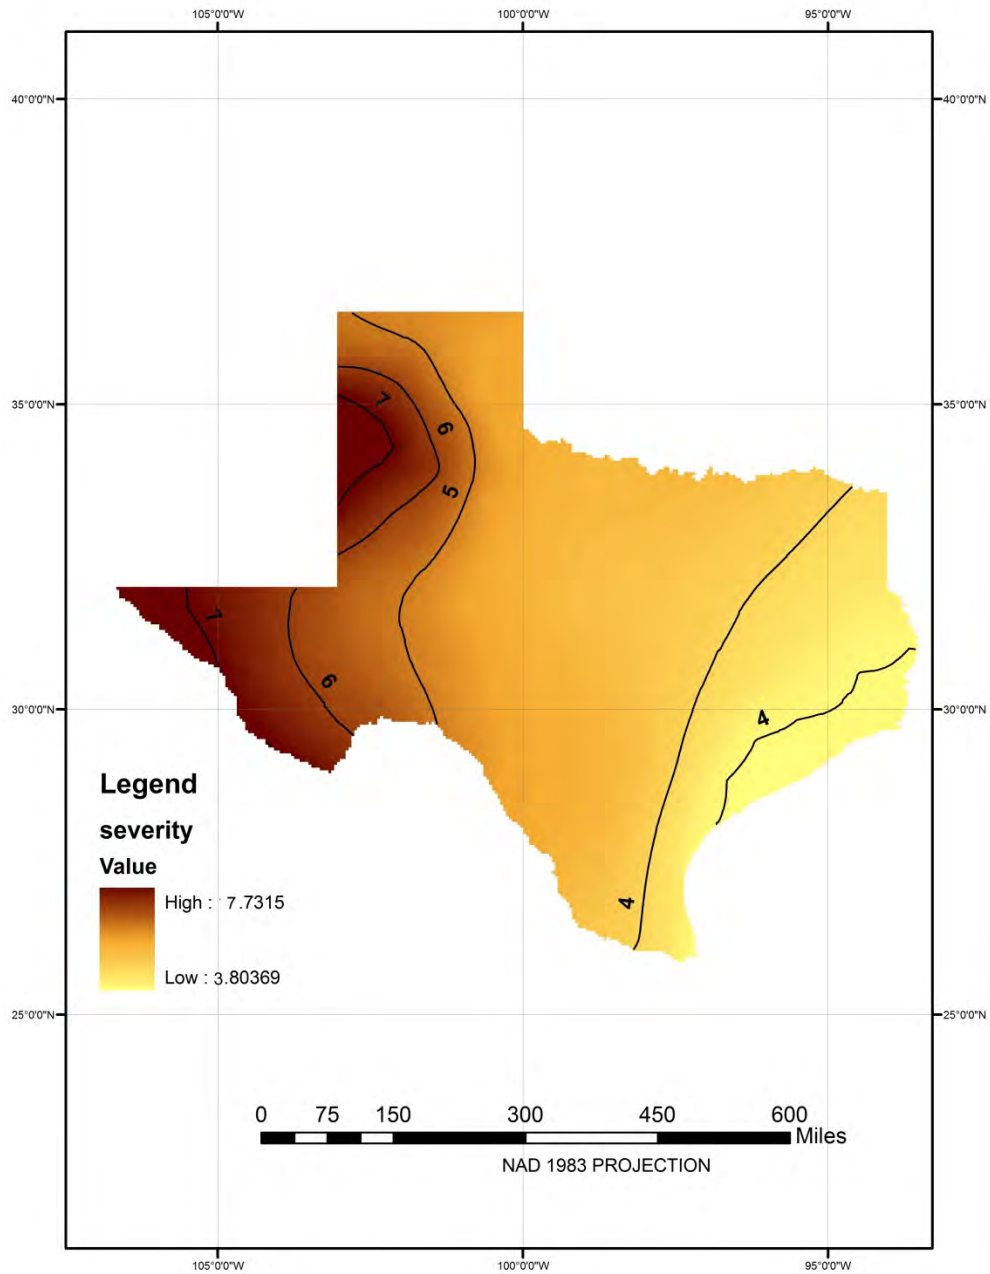 105°0'0"W 100°0'0"W 95°0'0"W
40°0'0"N 40°0'0"N
35°0'0"N 35°0'0"N
7
6
5
7
6
30°0'0"N 30°0'0"N
4
Legend
severity
Value
High : 7.7315
4
Low : 3.80369
25°0'0"N 25°0'0"N
0 75 150 300 450 600
Miles
NAD 1983 PROJECTION
105°0'0"W 100°0'0"W 95°0'0"W